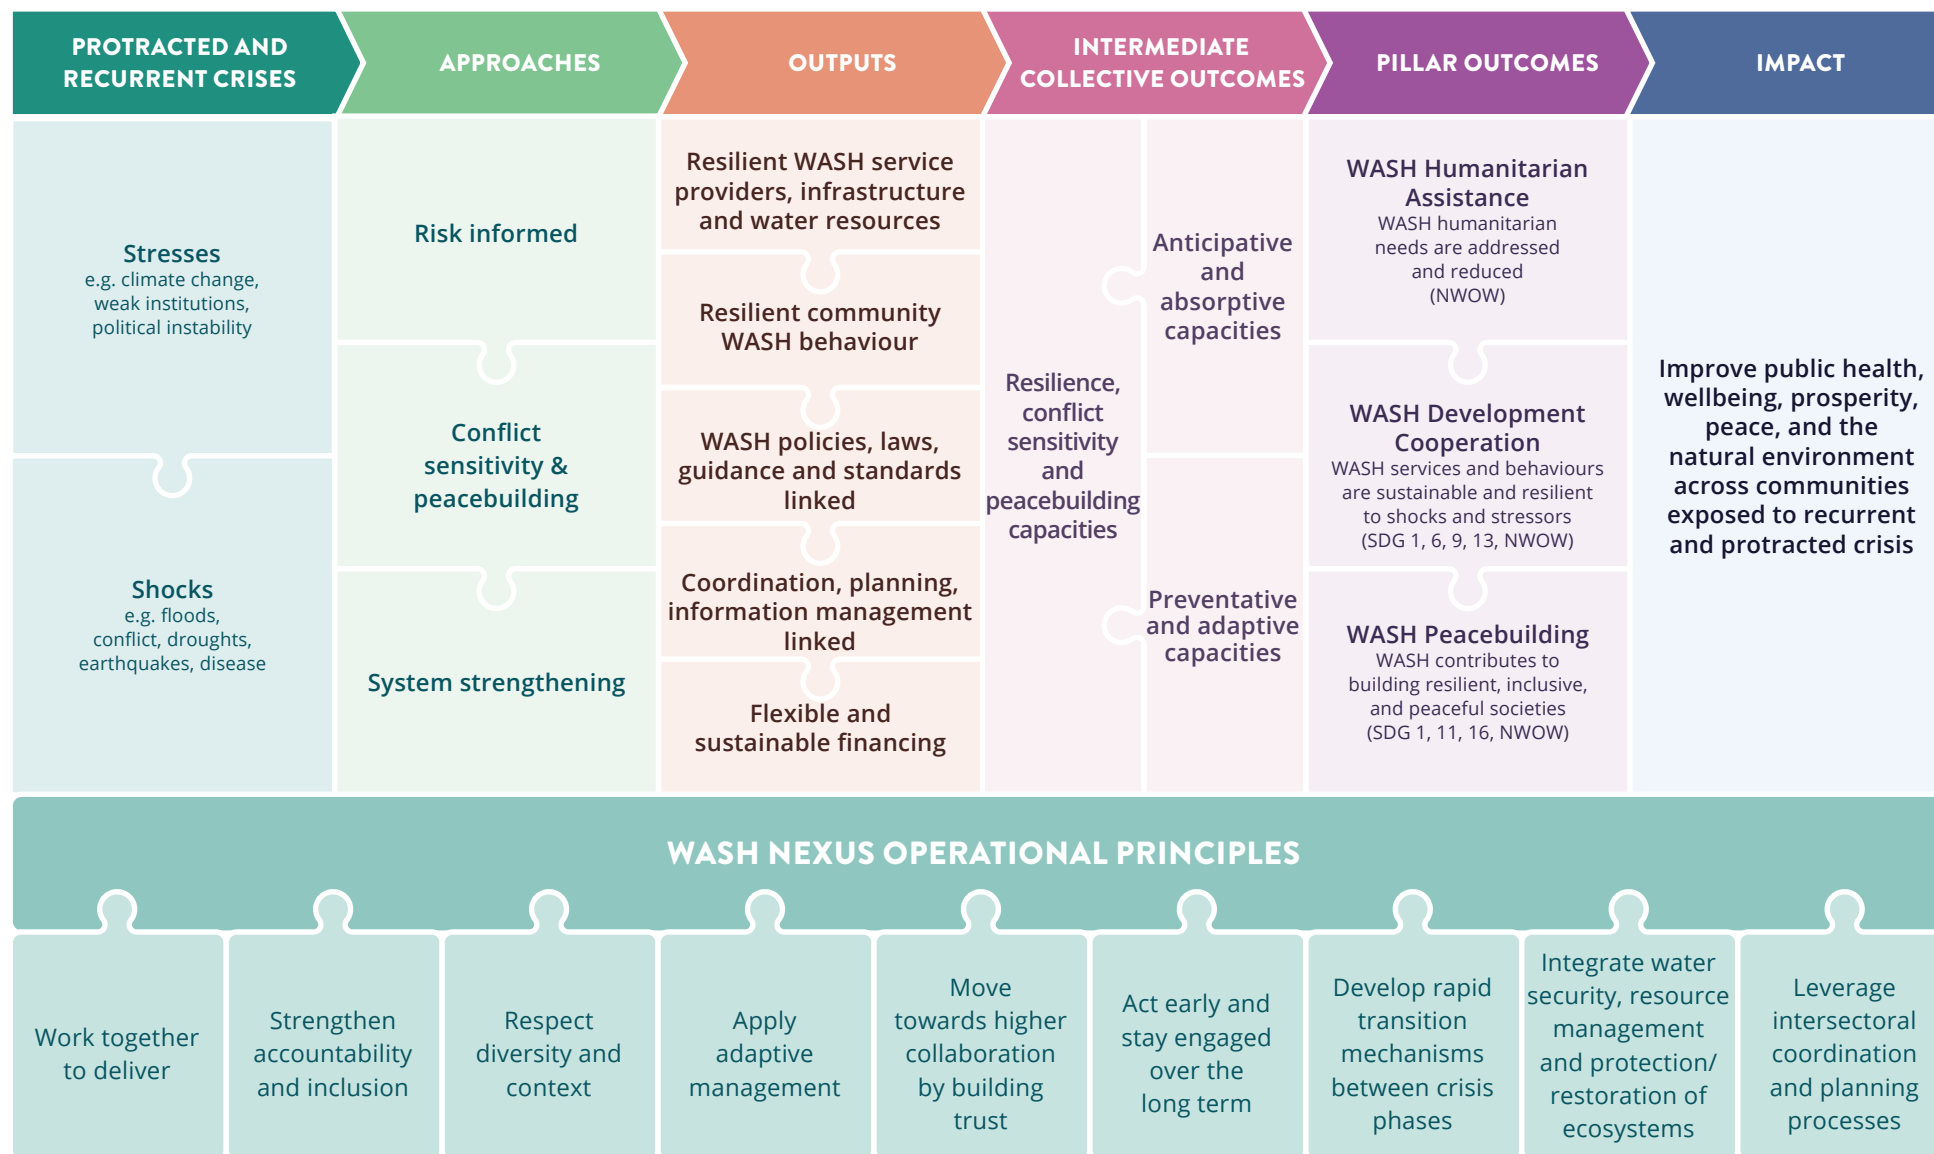 PROTRACTED AND
RECURRENT CRISES
APPROACHES
OUTPUTS
INTERMEDIATE
COLLECTIVE OUTCOMES
PILLAR OUTCOMES
IMPACT
Stresses
e.g. climate change,
weak institutions,
political instability
Shocks
e.g. floods,
conflict, droughts,
earthquakes, disease
Risk informed
Conflict
sensitivity &
peacebuilding
System strengthening
Resilient WASH service
providers, infrastructure
and water resources
Resilient community
WASH behaviour
WASH policies, laws,
guidance and standards
linked
Coordination, planning,
information management
linked
Flexible and
sustainable financing
Resilience,
conflict
sensitivity
and
peacebuilding
capacities
Anticipative
and
absorptive
capacities
Preventative
and adaptive
capacities
WASH Humanitarian
Assistance
WASH humanitarian
needs are addressed
and reduced
(NWOW)
WASH Development
Cooperation
WASH services and behaviours
are sustainable and resilient
to shocks and stressors
(SDG 1, 6, 9, 13, NWOW)
WASH Peacebuilding
WASH contributes to
building resilient, inclusive,
and peaceful societies
(SDG 1, 11, 16, NWOW)
Improve public health,
wellbeing, prosperity,
peace, and the
natural environment
across communities
exposed to recurrent
and protracted crisis
WASH NEXUS OPERATIONAL PRINCIPLES
Work together
to deliver
Strengthen
accountability
and inclusion
Respect
diversity and
context
Apply
adaptive
management
Move
towards higher
collaboration
by building
trust
Act early and
stay engaged
over the
long term
Develop rapid
transition
mechanisms
between crisis
phases
Integrate water
security, resource
management
and protection/
restoration of
ecosystems
Leverage
intersectoral
coordination
and planning
processes